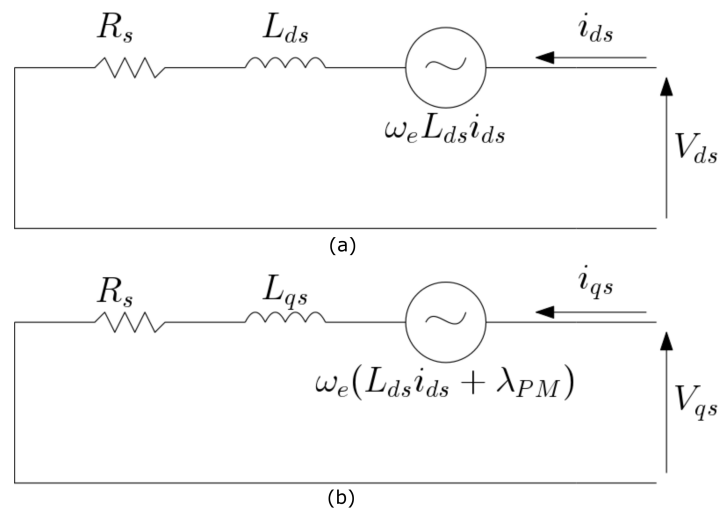 R_s L_ds i_ds
ω_e L_ds i_ds
V_ds
(a)
R_s L_qs i_qs
ω_e(L_ds i_ds + λ_PM)
V_qs
(b)